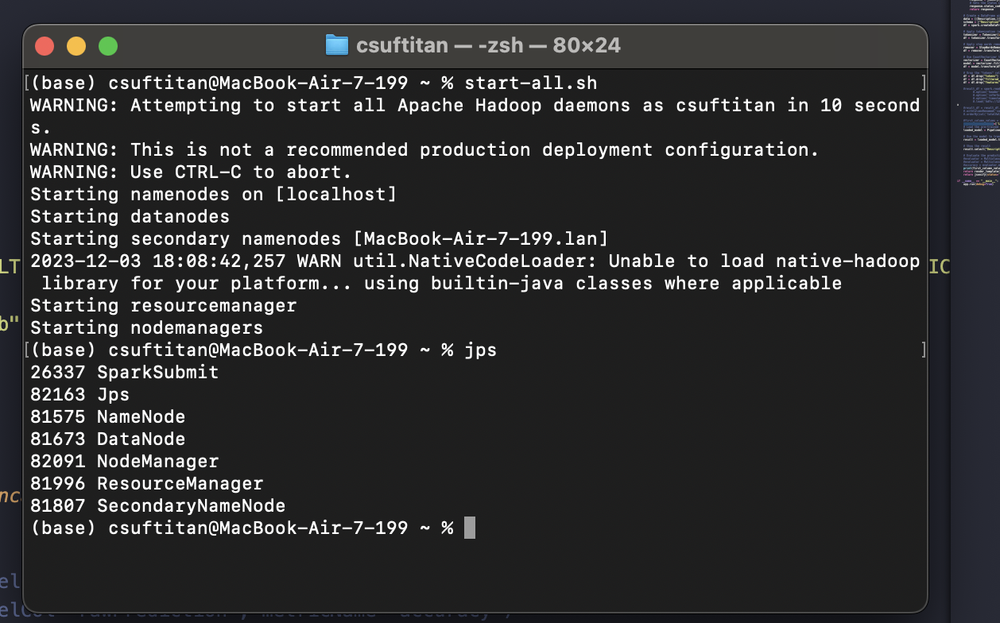 csuftitan — -zsh — 80×24
[(base) csuftitan@MacBook-Air-7-199 ~ % start-all.sh ]
WARNING: Attempting to start all Apache Hadoop daemons as csuftitan in 10 second
s.
WARNING: This is not a recommended production deployment configuration.
WARNING: Use CTRL-C to abort.
Starting namenodes on [localhost]
Starting datanodes
Starting secondary namenodes [MacBook-Air-7-199.lan]
2023-12-03 18:08:42,257 WARN util.NativeCodeLoader: Unable to load native-hadoop
library for your platform... using builtin-java classes where applicable
Starting resourcemanager
Starting nodemanagers
[(base) csuftitan@MacBook-Air-7-199 ~ % jps ]
26337 SparkSubmit
82163 Jps
81575 NameNode
81673 DataNode
82091 NodeManager
81996 ResourceManager
81807 SecondaryNameNode
(base) csuftitan@MacBook-Air-7-199 ~ %
LT
IC
b"
nc
el